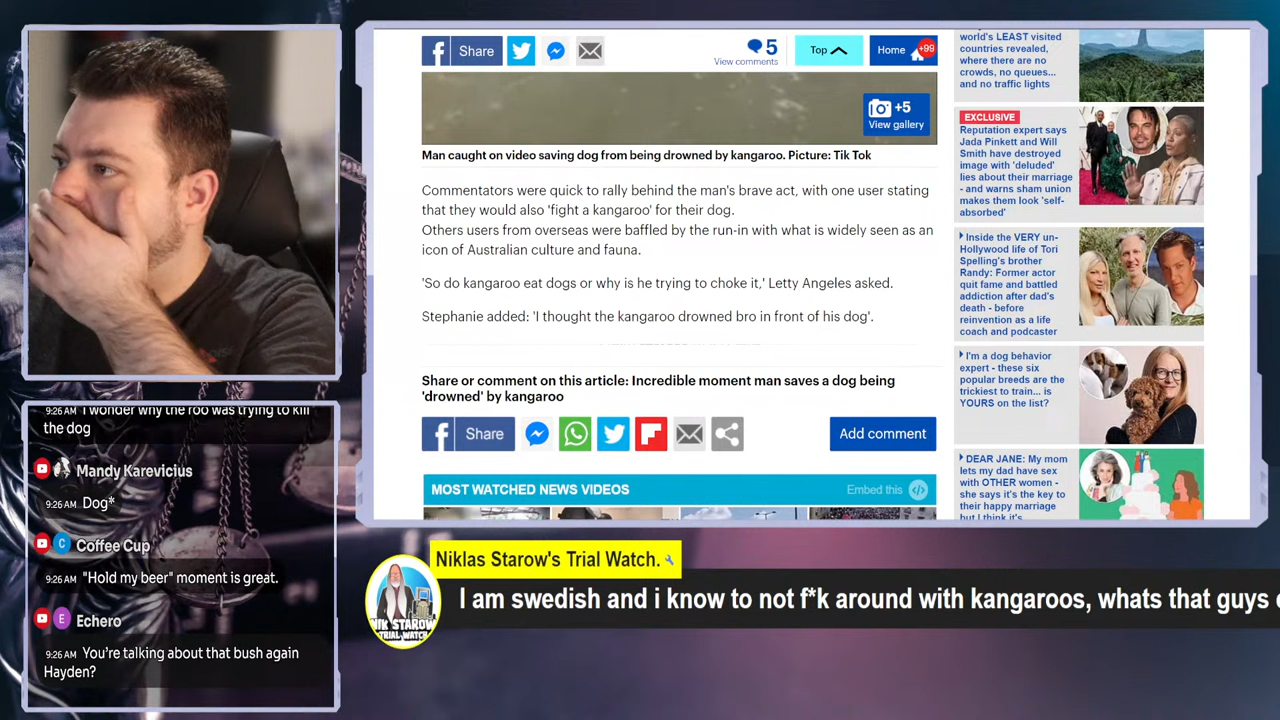 Share
5
View comments
Top
Home
+99
+5
View gallery
Man caught on video saving dog from being drowned by kangaroo. Picture: Tik Tok
Commentators were quick to rally behind the man's brave act, with one user stating
that they would also 'fight a kangaroo' for their dog.
Others users from overseas were baffled by the run-in with what is widely seen as an
icon of Australian culture and fauna.
'So do kangaroo eat dogs or why is he trying to choke it,' Letty Angeles asked.
Stephanie added: 'I thought the kangaroo drowned bro in front of his dog'.
Share or comment on this article: Incredible moment man saves a dog being
'drowned' by kangaroo
Share
Add comment
MOST WATCHED NEWS VIDEOS
Embed this
world's LEAST visited
countries revealed,
where there are no
crowds, no queues...
and no traffic lights
EXCLUSIVE
Reputation expert says
Jada Pinkett and Will
Smith have destroyed
image with 'deluded'
lies about their marriage
- and warns sham union
makes them look 'self-
absorbed'
Inside the VERY un-
Hollywood life of Tori
Spelling's brother
Randy: Former actor
quit fame and battled
addiction after dad's
death - before
reinvention as a life
coach and podcaster
I'm a dog behavior
expert - these six
popular breeds are the
trickiest to train... is
YOURS on the list?
DEAR JANE: My mom
lets my dad have sex
with OTHER women -
she says it's the key to
their happy marriage
but I think it's
9:26 AM I wonder why the roo was trying to kill
the dog
Mandy Karevicius
9:26 AM Dog*
C Coffee Cup
9:26 AM "Hold my beer" moment is great.
E Echero
9:26 AM You're talking about that bush again
Hayden?
Niklas Starow's Trial Watch.
I am swedish and i know to not f*k around with kangaroos, whats that guys
NIK STAROW
TRIAL WATCH